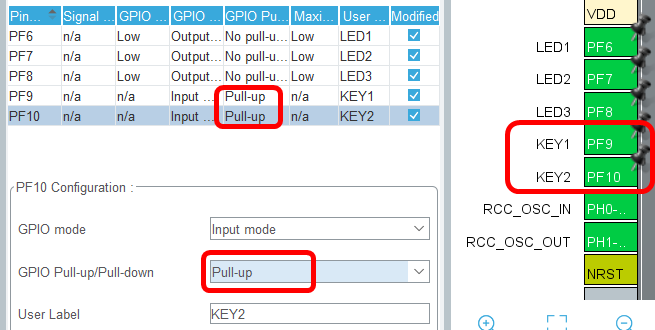 Pin... Signal ... GPIO ... GPIO ... GPIO Pu... Maxi... User ... Modified
PF6 n/a Low Output... No pull-u... Low LED1
PF7 n/a Low Output... No pull-u... Low LED2
PF8 n/a Low Output... No pull-u... Low LED3
PF9 n/a n/a Input ... Pull-up n/a KEY1
PF10 n/a n/a Input ... Pull-up n/a KEY2
PF10 Configuration :
GPIO mode Input mode
GPIO Pull-up/Pull-down Pull-up
User Label KEY2
VDD
LED1 PF6
LED2 PF7
LED3 PF8
KEY1 PF9
KEY2 PF10
RCC_OSC_IN PH0-..
RCC_OSC_OUT PH1-..
NRST